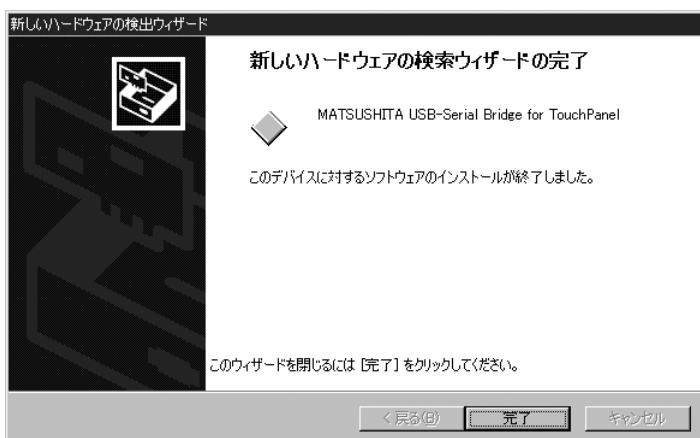 新しいハードウェアの検出ウィザード
新しいハードウェアの検索ウィザードの完了
MATSUSHITA USB-Serial Bridge for TouchPanel
このデバイスに対するソフトウェアのインストールが終了しました。
このウィザードを閉じるには [完了] をクリックしてください。
< 戻る(B)
完了
キャンセル